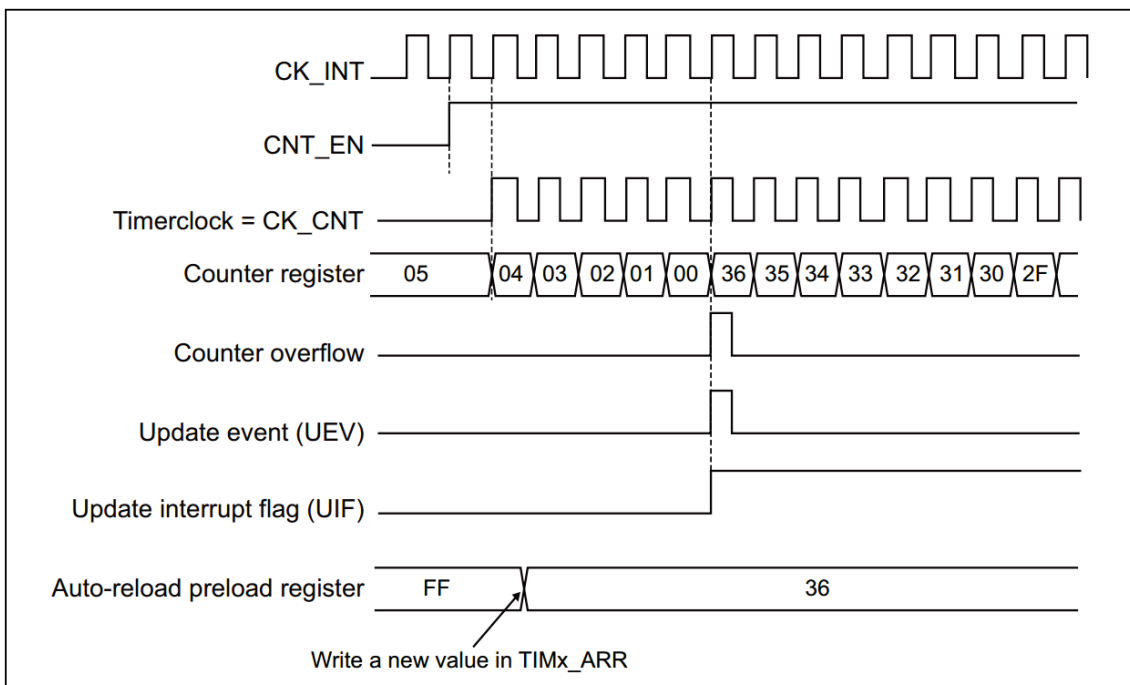 CK_INT
CNT_EN
Timerclock = CK_CNT
Counter register 05 04 03 02 01 00 36 35 34 33 32 31 30 2F
Counter overflow
Update event (UEV)
Update interrupt flag (UIF)
Auto-reload preload register FF 36
Write a new value in TIMx_ARR